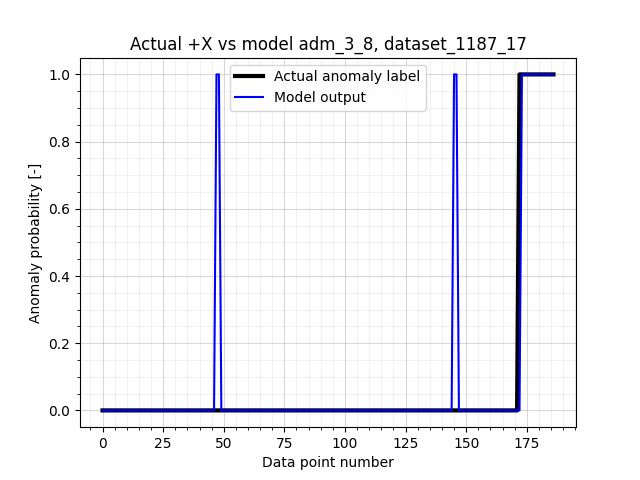 Actual +X vs model adm_3_8, dataset_1187_17
Actual anomaly label
Model output
Anomaly probability [-]
1.0
0.8
0.6
0.4
0.2
0.0
0 25 50 75 100 125 150 175
Data point number